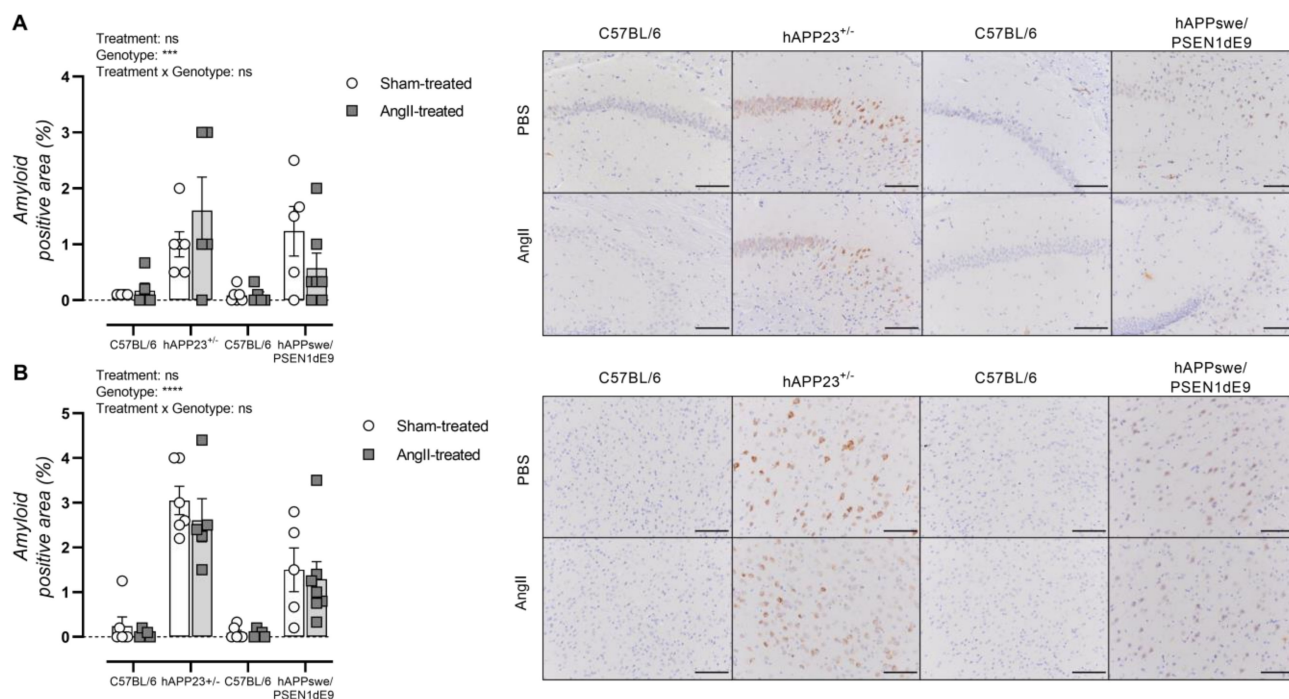 A
Treatment: ns
Genotype: ***
Treatment x Genotype: ns
Sham-treated
AngII-treated
Amyloid
positive area (%)
4
3
2
1
0
C57BL/6 hAPP23+/- C57BL/6 hAPPswe/
PSEN1dE9
C57BL/6 hAPP23+/- C57BL/6 hAPPswe/
PSEN1dE9
PBS
AngII
B
Treatment: ns
Genotype: ****
Treatment x Genotype: ns
Sham-treated
AngII-treated
Amyloid
positive area (%)
5
4
3
2
1
0
C57BL/6 hAPP23+/- C57BL/6 hAPPswe/
PSEN1dE9
C57BL/6 hAPP23+/- C57BL/6 hAPPswe/
PSEN1dE9
PBS
AngII